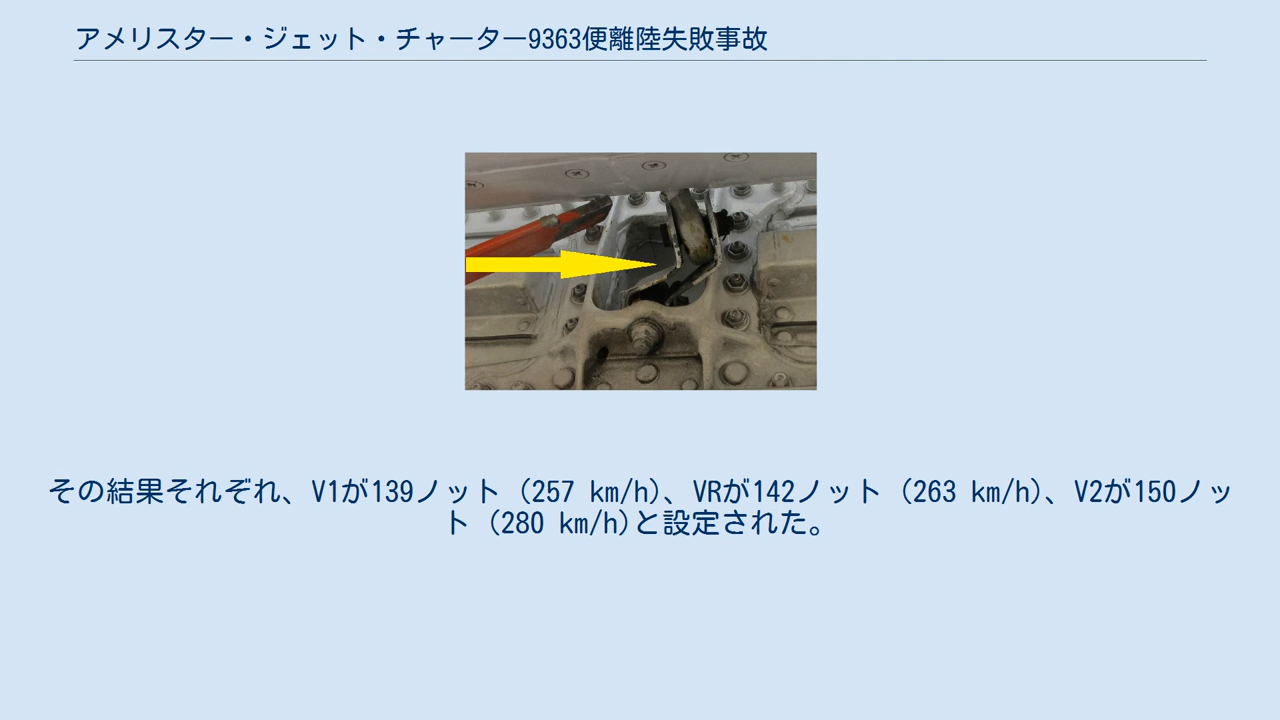 アメリスター・ジェット・チャーター9363便離陸失敗事故
その結果それぞれ、V1が139ノット (257 km/h)、VRが142ノット (263 km/h)、V2が150ノッ
ト (280 km/h)と設定された。